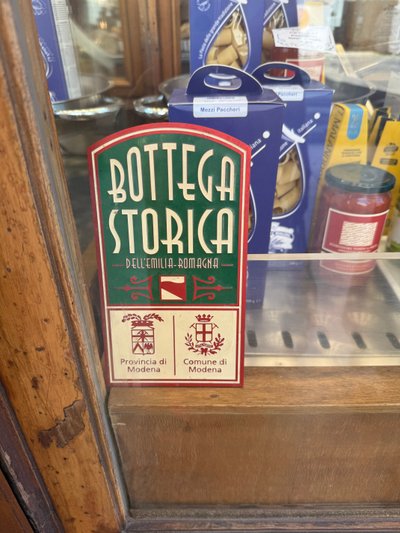 Mezzi Paccheri
BOTTEGA
STORICA
DELL'EMILIA-ROMAGNA
Provincia di
Modena
Comune di
Modena